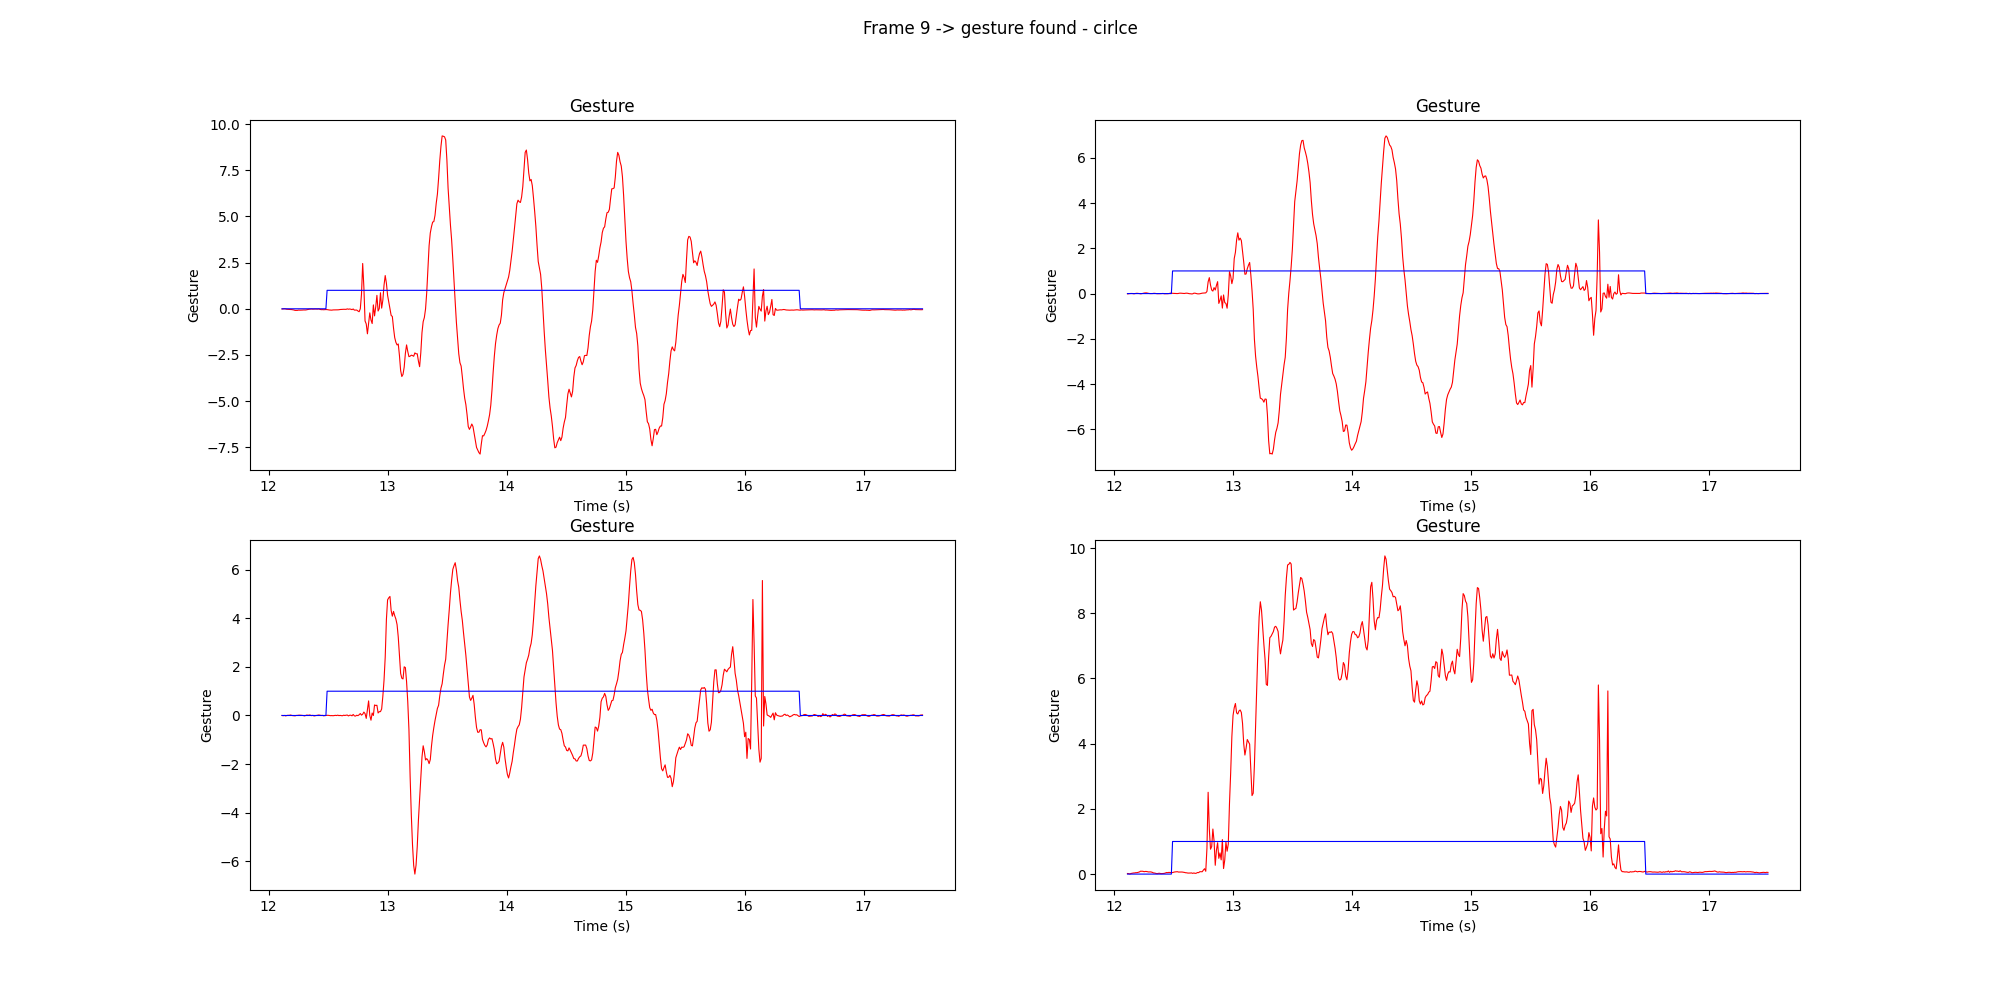 Frame 9 -> gesture found - cirlce
Gesture
10.0
7.5
5.0
2.5
0.0
−2.5
−5.0
−7.5
Gesture
12 13 14 15 16 17
Time (s)
Gesture
6
4
2
0
−2
−4
−6
Gesture
12 13 14 15 16 17
Time (s)
Gesture
6
4
2
0
−2
−4
−6
Gesture
12 13 14 15 16 17
Time (s)
Gesture
10
8
6
4
2
0
Gesture
12 13 14 15 16 17
Time (s)